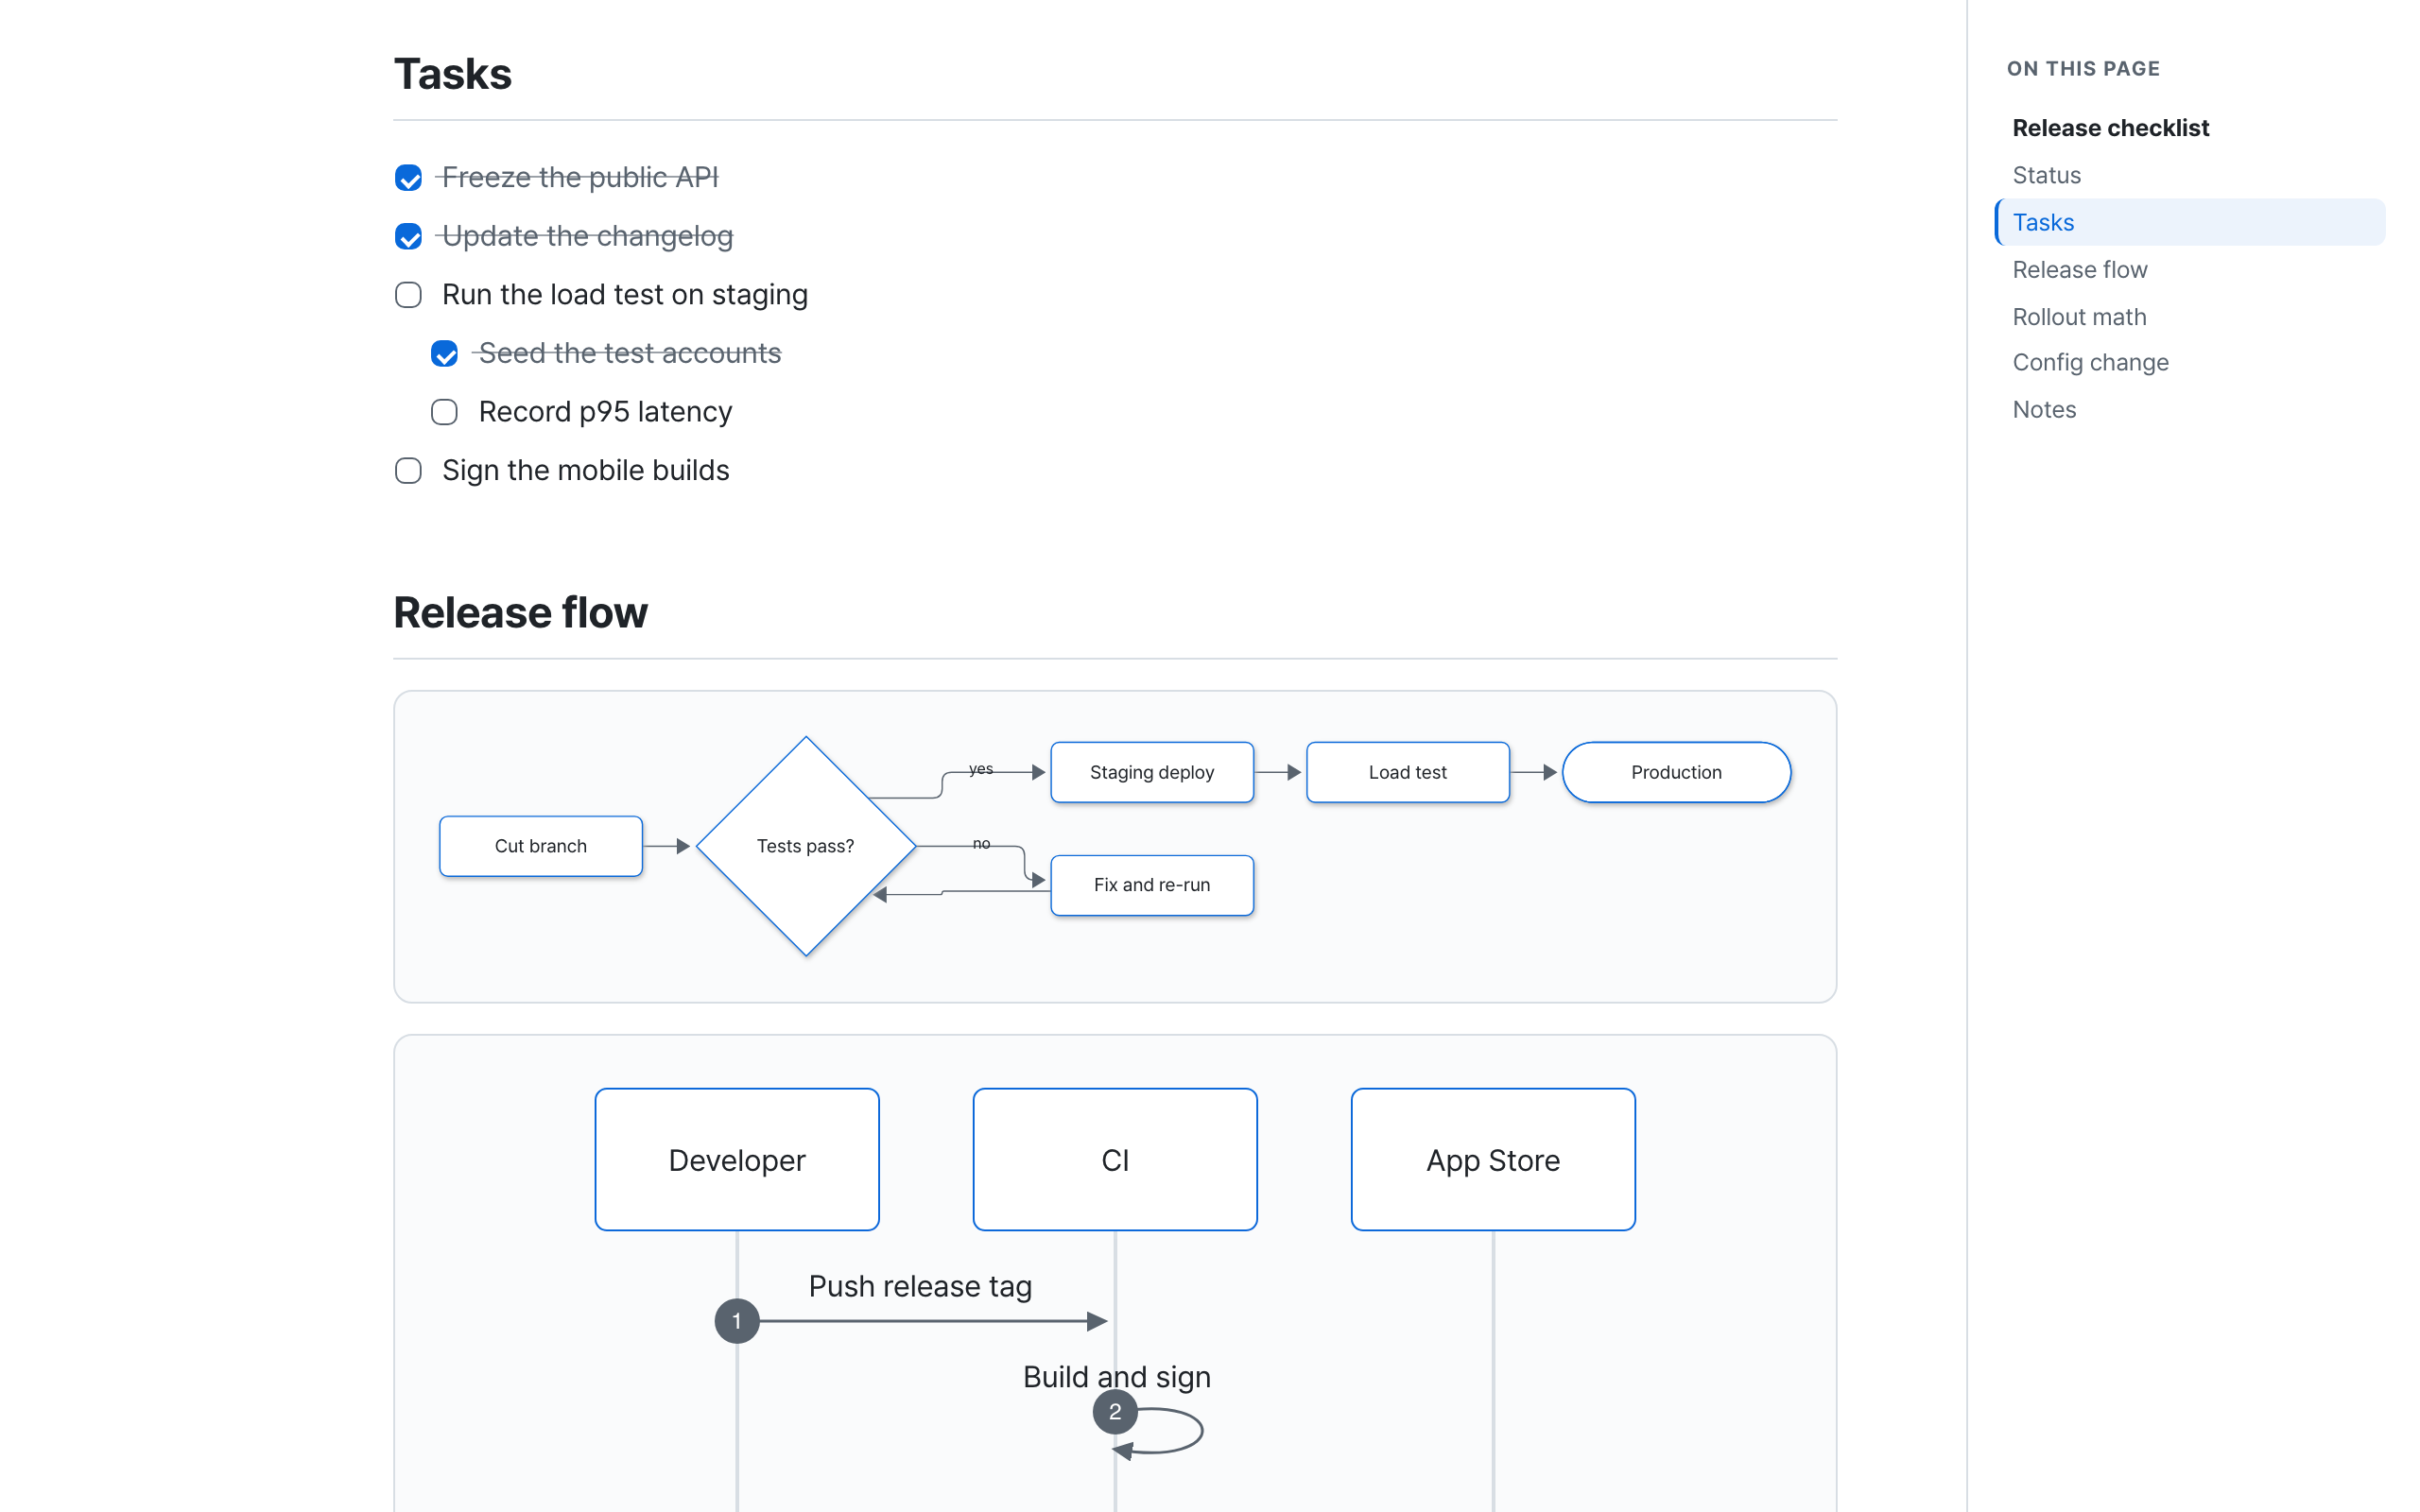 Tasks
Freeze the public API
Update the changelog
Run the load test on staging
Seed the test accounts
Record p95 latency
Sign the mobile builds
Release flow
Cut branch
Tests pass?
yes
no
Staging deploy
Load test
Production
Fix and re-run
Developer
CI
App Store
Push release tag
1
Build and sign
2
ON THIS PAGE
Release checklist
Status
Tasks
Release flow
Rollout math
Config change
Notes